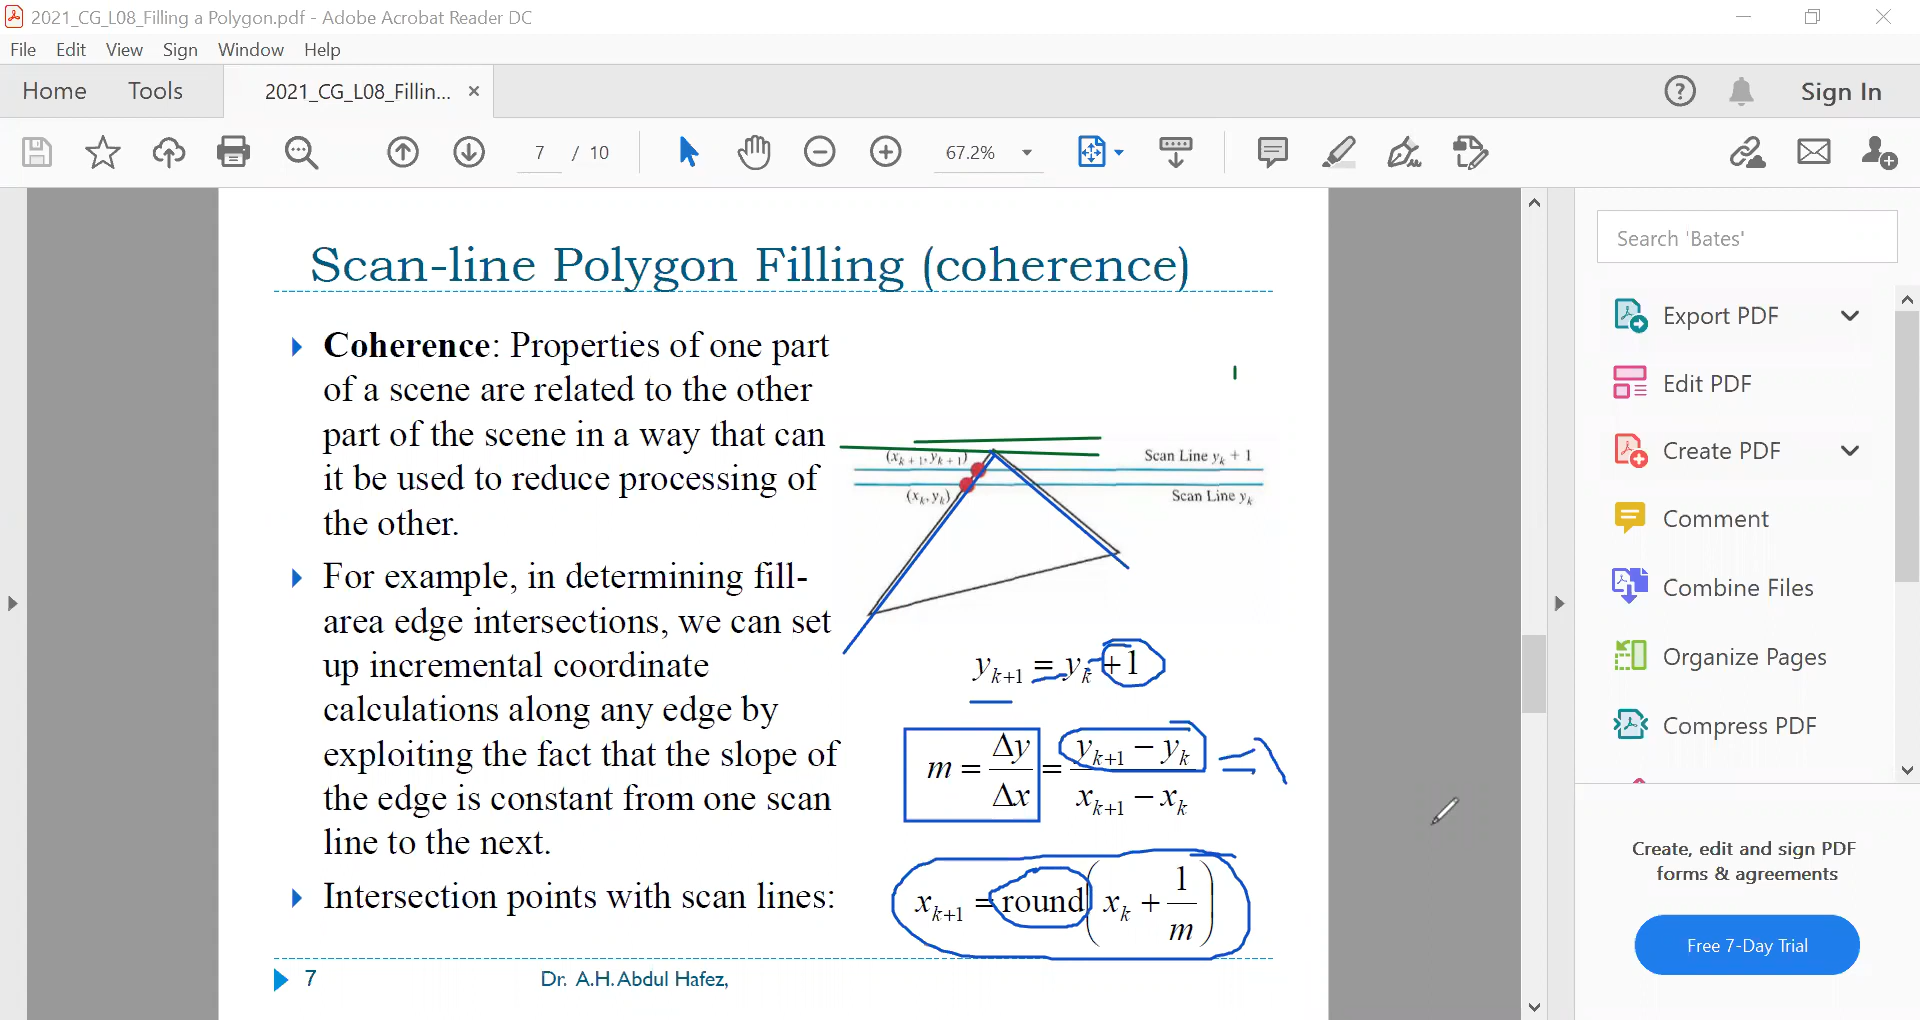 2021_CG_L08_Filling a Polygon.pdf - Adobe Acrobat Reader DC
File Edit View Sign Window Help
Home Tools 2021_CG_L08_Fillin... × Sign In
7 / 10 67.2%
Scan-line Polygon Filling (coherence)
Coherence: Properties of one part
of a scene are related to the other
part of the scene in a way that can
it be used to reduce processing of
the other.
For example, in determining fill-
area edge intersections, we can set
up incremental coordinate
calculations along any edge by
exploiting the fact that the slope of
the edge is constant from one scan
line to the next.
Intersection points with scan lines:
(x_{k+1}, y_{k+1})
Scan Line y_k + 1
(x_k, y_k)
Scan Line y_k
y_{k+1} = y_k +1
m = Δy/Δx = (y_{k+1} − y_k)/(x_{k+1} − x_k)
x_{k+1} = round(x_k + 1/m)
7 Dr. A.H.Abdul Hafez,
Search 'Bates'
Export PDF
Edit PDF
Create PDF
Comment
Combine Files
Organize Pages
Compress PDF
Create, edit and sign PDF
forms & agreements
Free 7-Day Trial